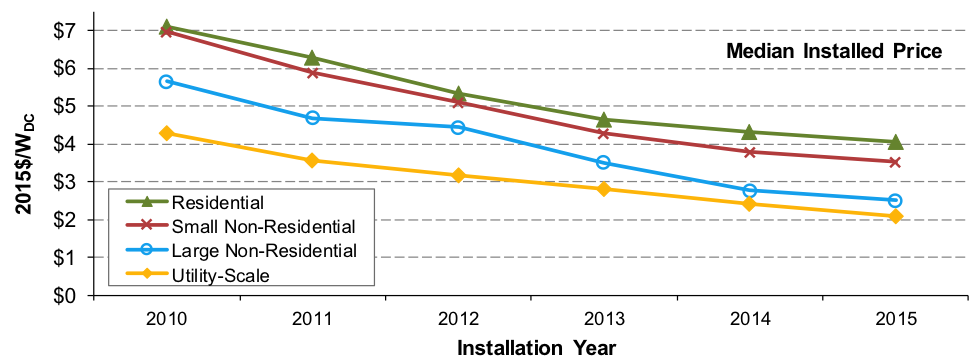 Median Installed Price
2015$/WDC
$7
$6
$5
$4
$3
$2
$1
$0
Residential
Small Non-Residential
Large Non-Residential
Utility-Scale
2010 2011 2012 2013 2014 2015
Installation Year